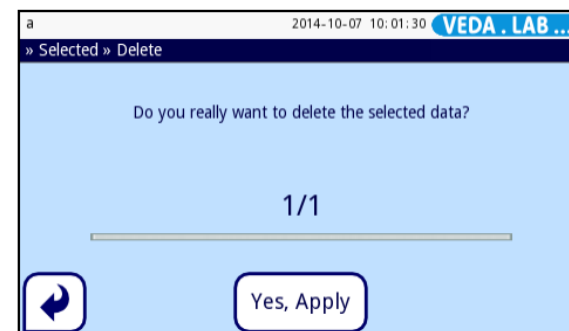 a 2014-10-07 10:01:30 VEDA . LAB ...
» Selected » Delete
Do you really want to delete the selected data?
1/1
Yes, Apply